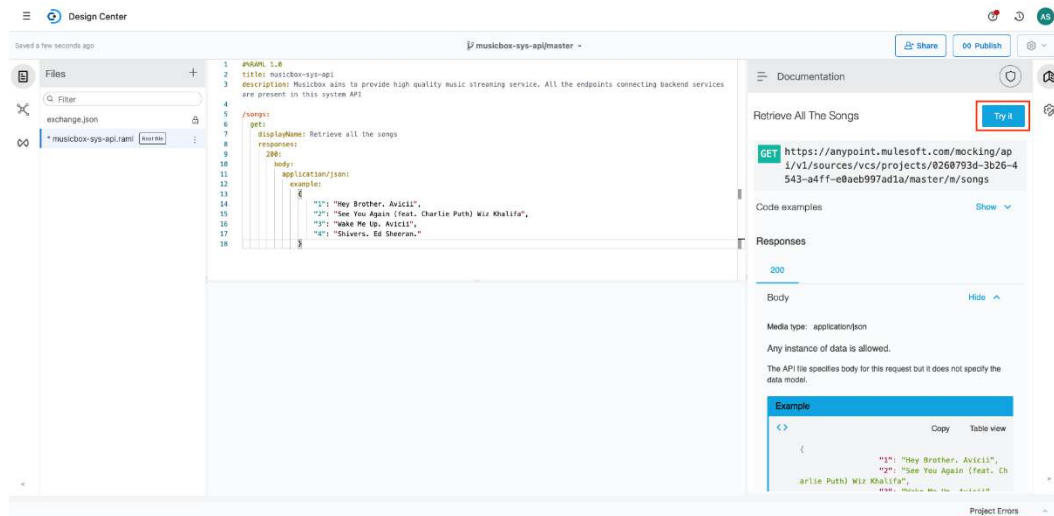 Design Center
AS
Saved a few seconds ago
musicbox-sys-api/master
Share
Publish
Files
Filter
exchange.json
* musicbox-sys-api.raml Root file
1 #%RAML 1.0
2 title: musicbox-sys-api
3 description: Musicbox aims to provide high quality music streaming service. All the endpoints connecting backend services
are present in this system API
4
5 /songs:
6 get:
7 displayName: Retrieve all the songs
8 responses:
9 200:
10 body:
11 application/json:
12 example:
13 {
14 "1": "Hey Brother. Avicii",
15 "2": "See You Again (feat. Charlie Puth) Wiz Khalifa",
16 "3": "Wake Me Up. Avicii",
17 "4": "Shivers. Ed Sheeran."
18 }
Documentation
Retrieve All The Songs
Try it
GET https://anypoint.mulesoft.com/mocking/ap
i/v1/sources/vcs/projects/0260793d-3b26-4
543-a4ff-e0aeb997ad1a/master/m/songs
Code examples Show
Responses
200
Body Hide
Media type: application/json
Any instance of data is allowed.
The API file specifies body for this request but it does not specify the
data model.
Example
Copy Table view
{
"1": "Hey Brother. Avicii",
"2": "See You Again (feat. Ch
arlie Puth) Wiz Khalifa",
"3": "Wake Me Up. Avicii"
Project Errors